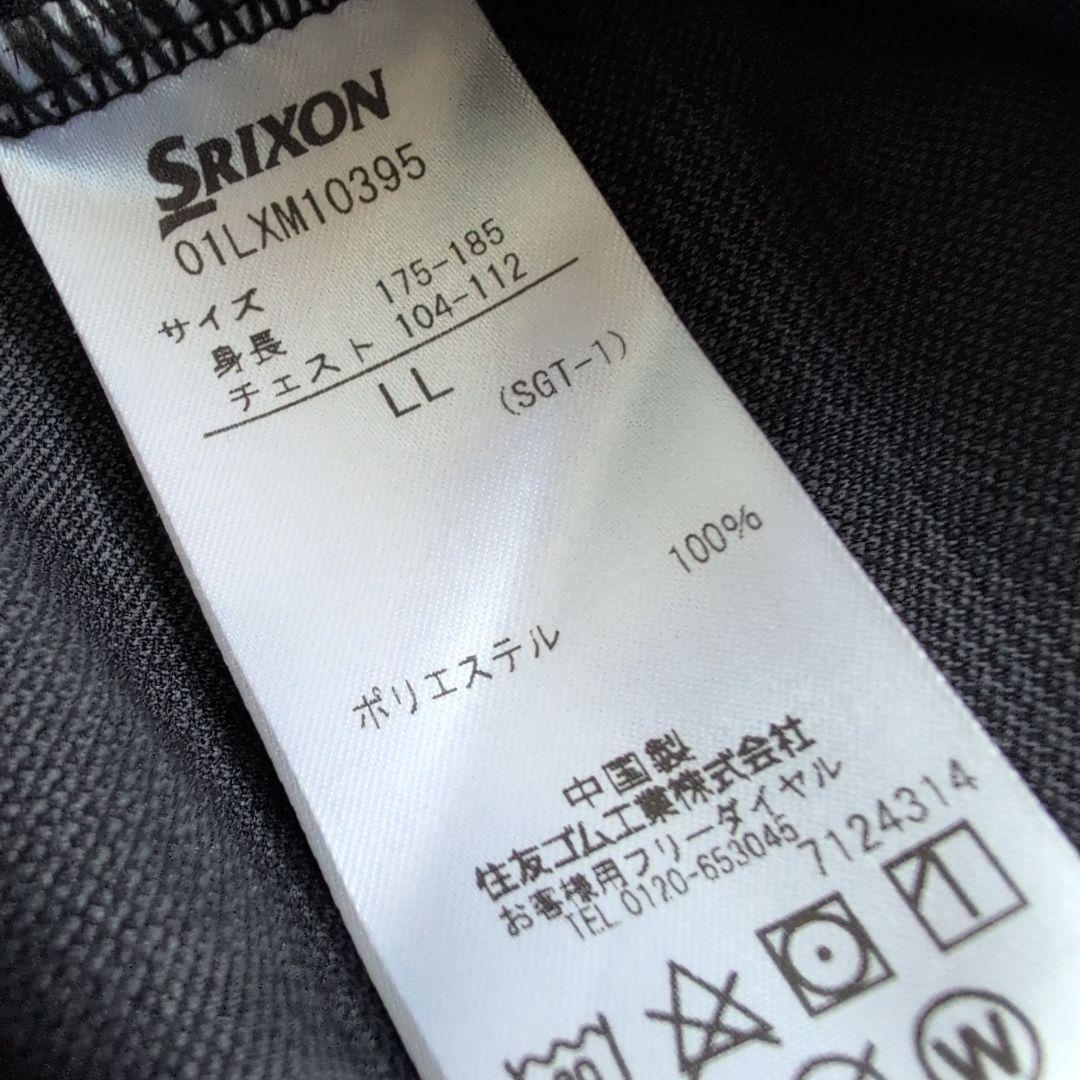 SRIXON
01LXM10395
サイズ
身長 175-185
チェスト 104-112
LL (SGT-1)
100%
ポリエステル
中国製
住友ゴム工業株式会社
お客様用フリーダイヤル
TEL 0120-653045
7124314
W